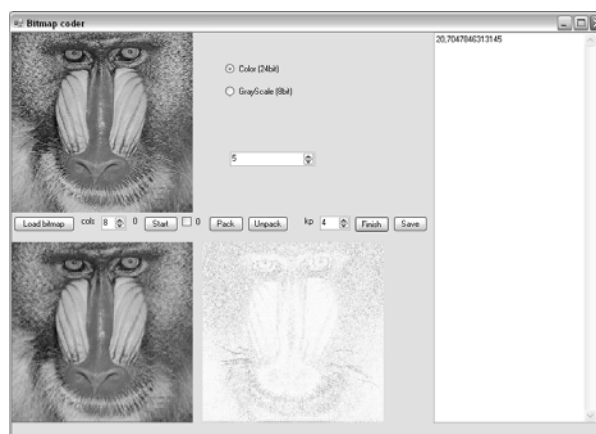 Bitmap coder
20,7047846313145
Color (24bit)
GrayScale (8bit)
5
Load bitmap cols 8 0 Start 0 Pack Unpack kp 4 Finish Save